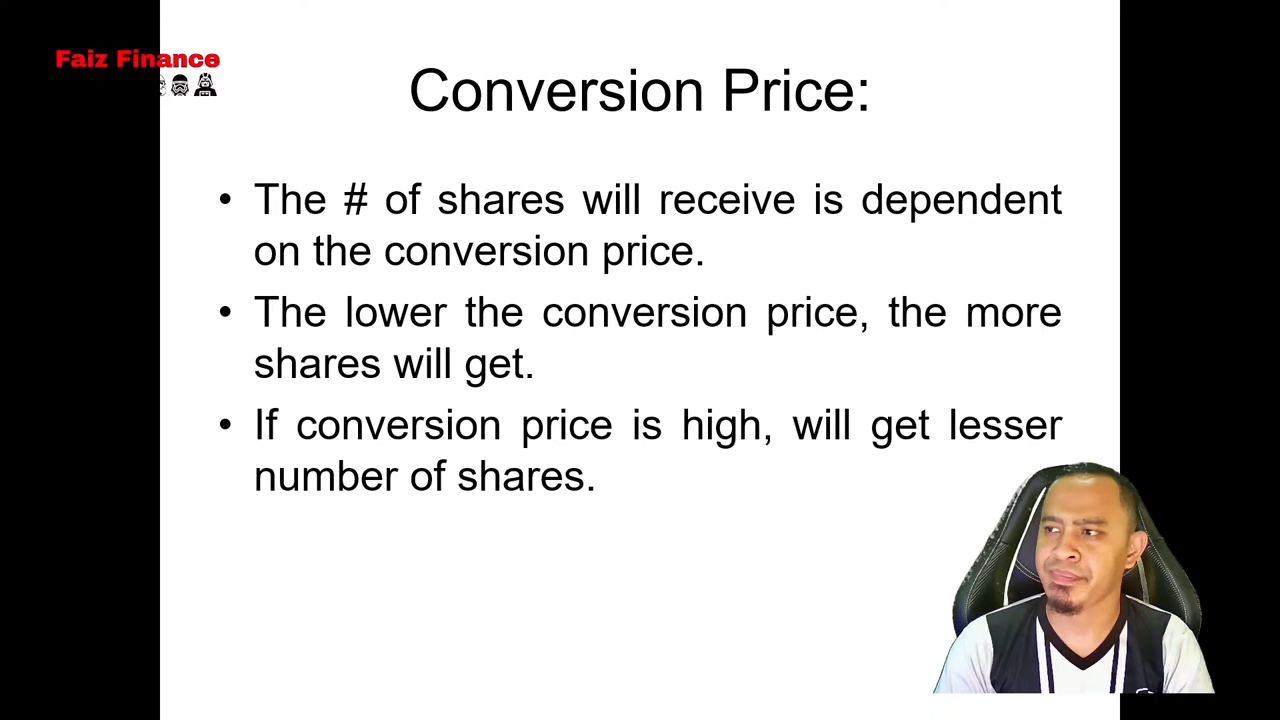 Faiz Finance
Conversion Price:
• The # of shares will receive is dependent
on the conversion price.
• The lower the conversion price, the more
shares will get.
• If conversion price is high, will get lesser
number of shares.